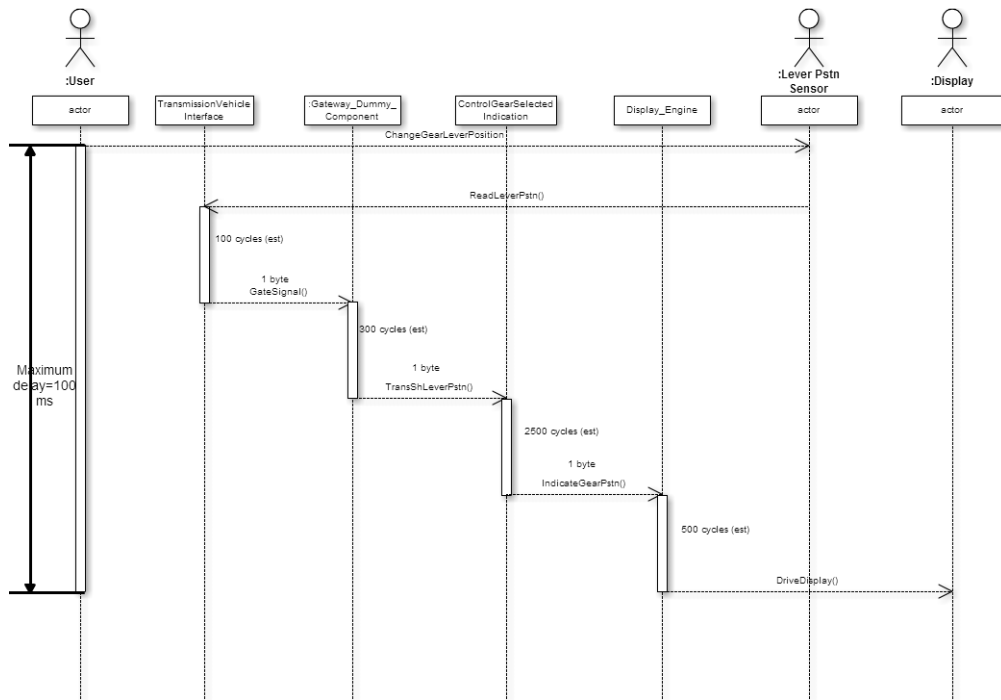 :User
:Lever Pstn
Sensor
:Display
actor
TransmissionVehicle
Interface
:Gateway_Dummy_
Component
ControlGearSelected
Indication
Display_Engine
actor
actor
ChangeGearLeverPosition
ReadLeverPstn()
100 cycles (est)
1 byte
GateSignal()
300 cycles (est)
1 byte
TransShLeverPstn()
Maximum
delay=100
ms
2500 cycles (est)
1 byte
IndicateGearPstn()
500 cycles (est)
DriveDisplay()